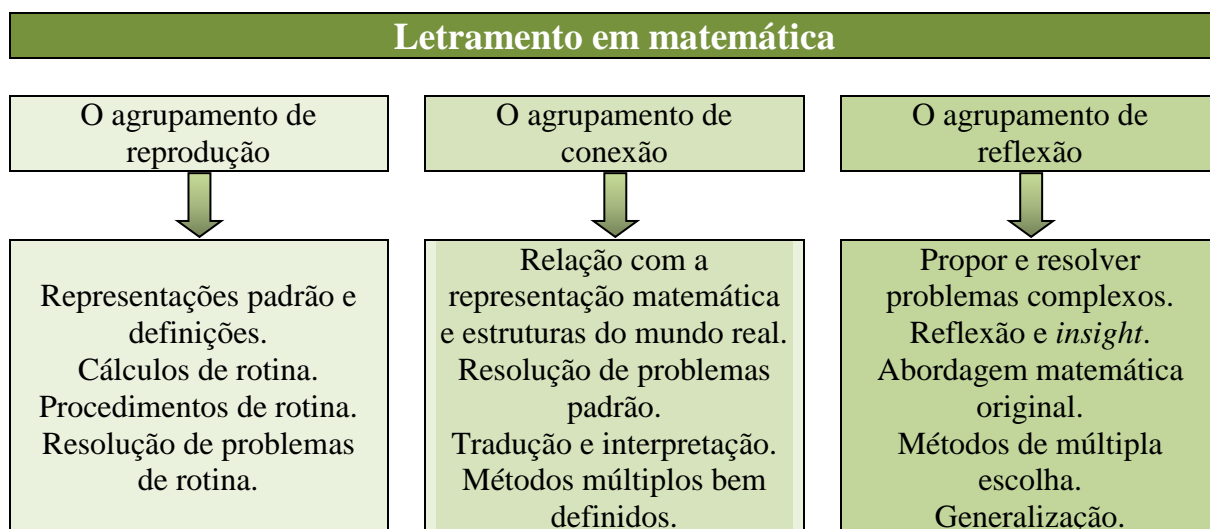 Letramento em matemática
O agrupamento de
reprodução
O agrupamento de
conexão
O agrupamento de
reflexão
Representações padrão e
definições.
Cálculos de rotina.
Procedimentos de rotina.
Resolução de problemas
de rotina.
Relação com a
representação matemática
e estruturas do mundo real.
Resolução de problemas
padrão.
Tradução e interpretação.
Métodos múltiplos bem
definidos.
Propor e resolver
problemas complexos.
Reflexão e insight.
Abordagem matemática
original.
Métodos de múltipla
escolha.
Generalização.